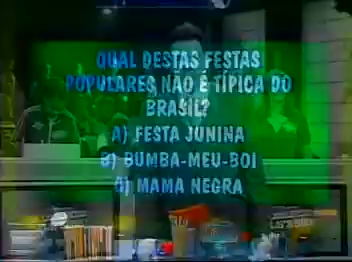 QUAL DESTAS FESTAS
POPULARES NÃO É TÍPICA DO
BRASIL?
A) FESTA JUNINA
B) BUMBA-MEU-BOI
C) MAMA NEGRA